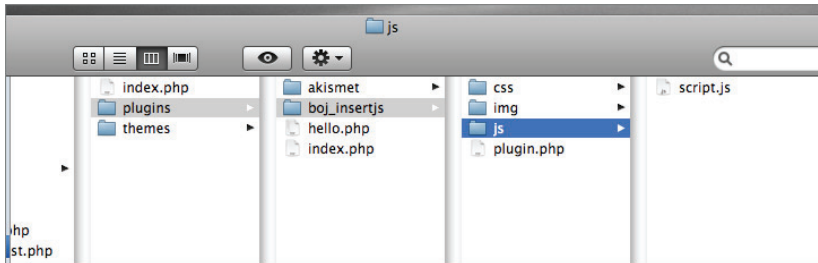 js
index.php
plugins
themes
akismet
boj_insertjs
hello.php
index.php
css
img
js
plugin.php
script.js
st.php